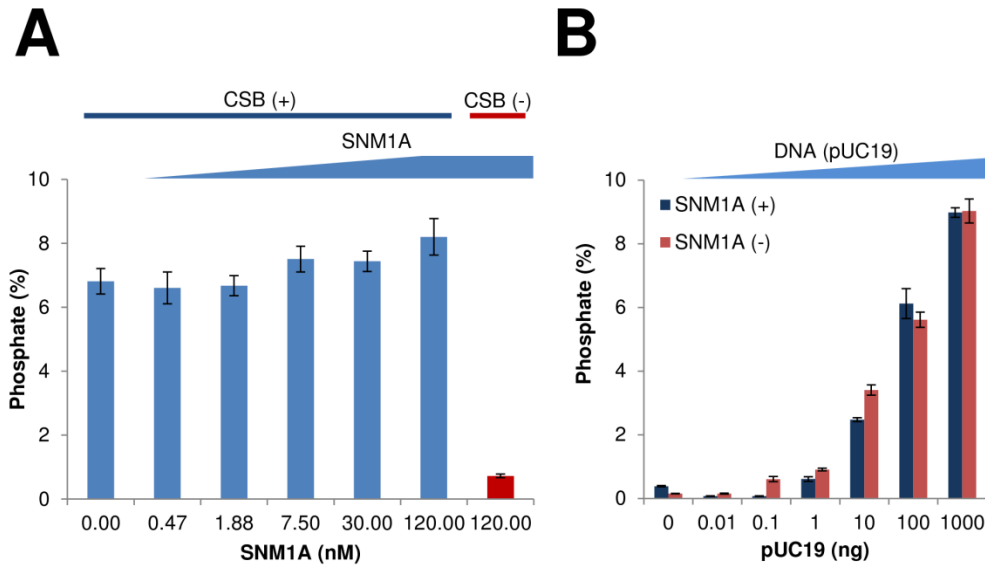 A
CSB (+)
CSB (-)
SNM1A
10
8
6
4
2
0
Phosphate (%)
0.00 0.47 1.88 7.50 30.00 120.00 120.00
SNM1A (nM)
B
DNA (pUC19)
SNM1A (+)
SNM1A (-)
10
8
6
4
2
0
Phosphate (%)
0 0.01 0.1 1 10 100 1000
pUC19 (ng)